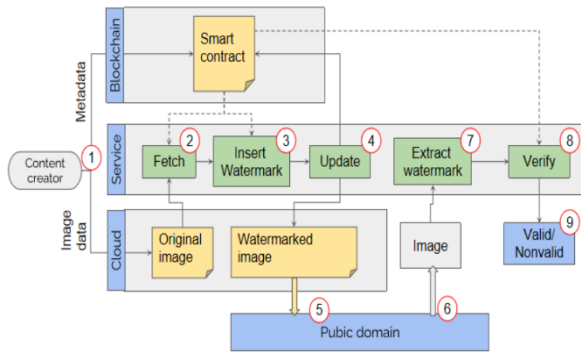 Blockchain
Smart
contract
Metadata
1
Content
creator
Image
data
Service
2
Fetch
3
Insert
Watermark
4
Update
7
Extract
watermark
8
Verify
Cloud
Original
image
Watermarked
image
Image
9
Valid/
Nonvalid
5
6
Pubic domain